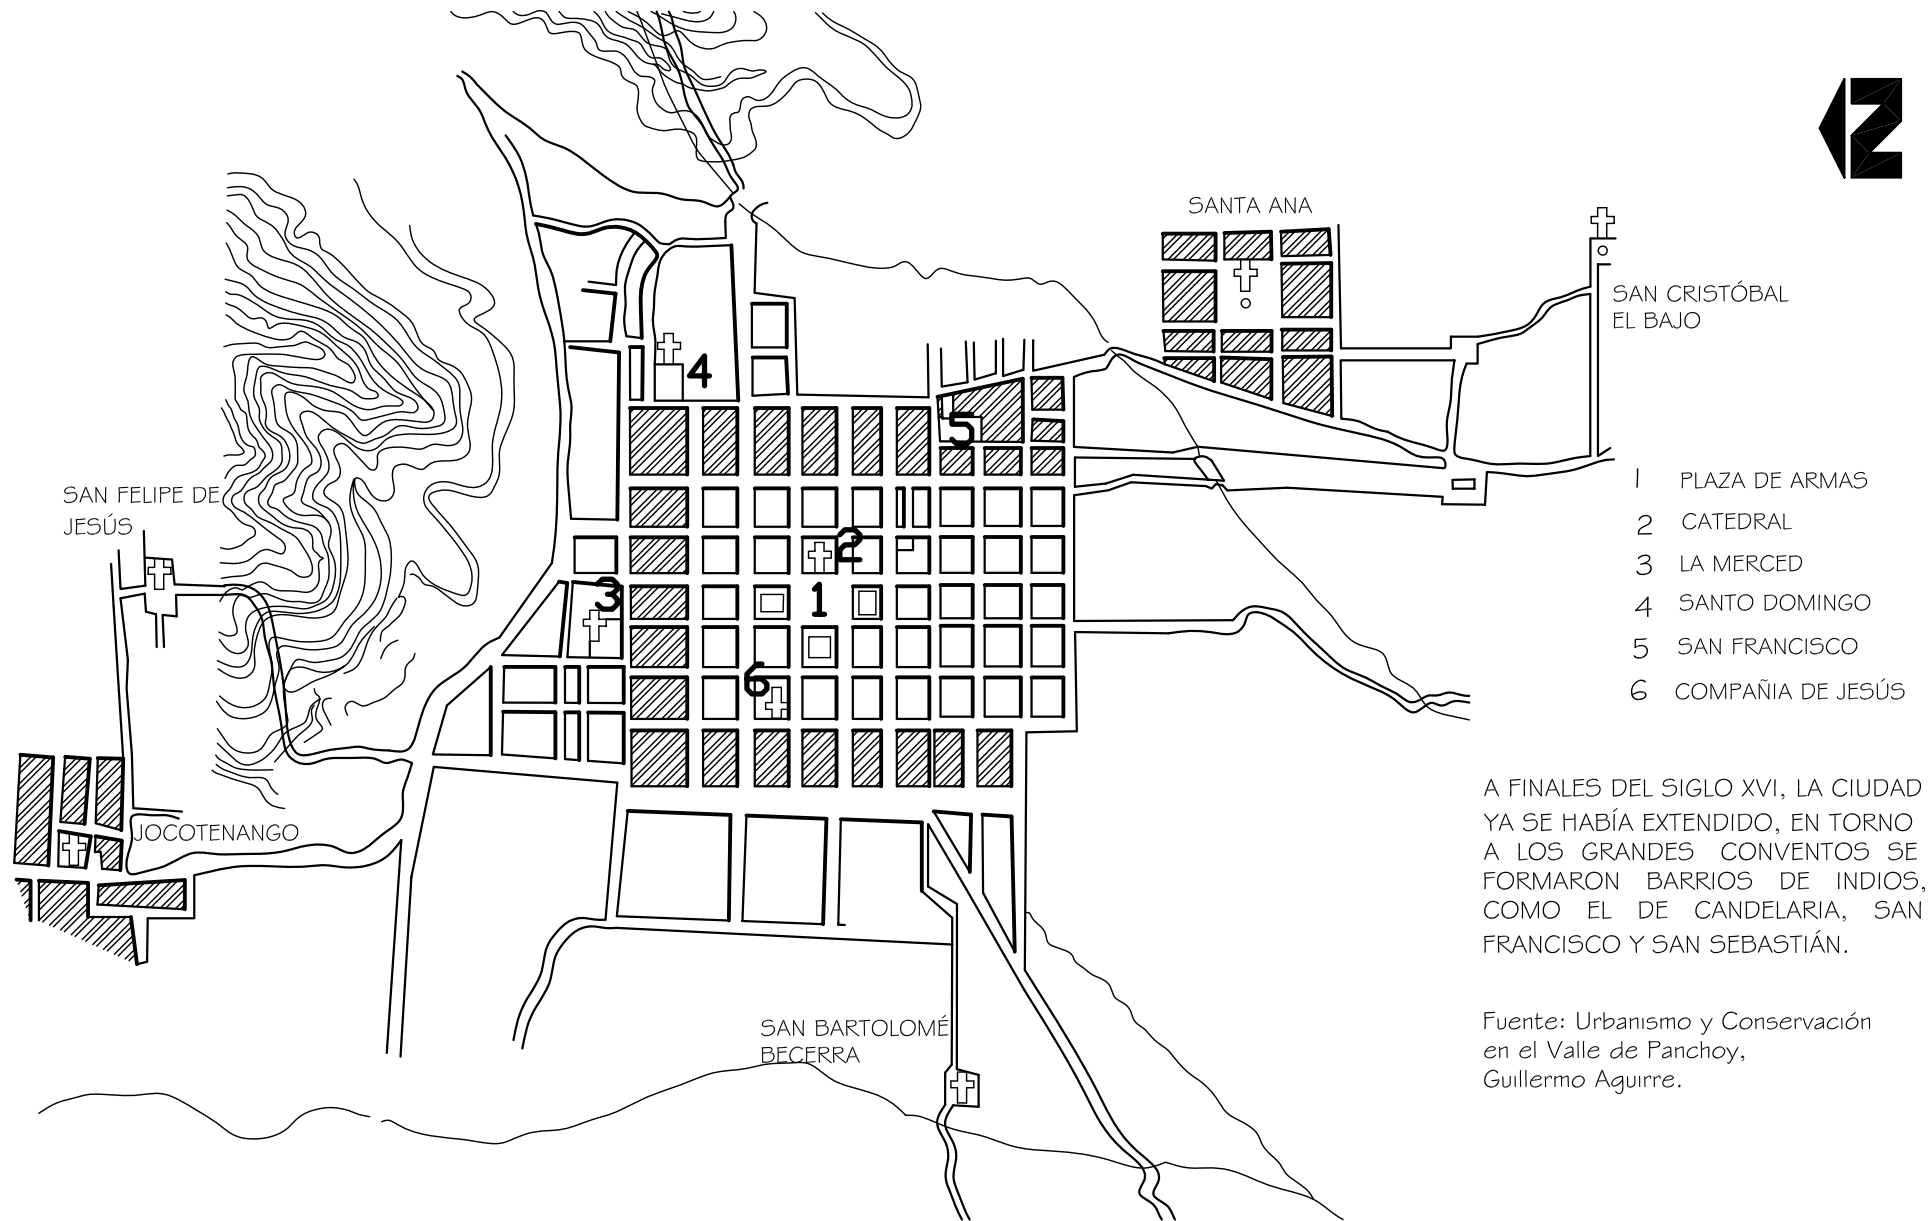 N
SANTA ANA
SAN CRISTÓBAL
EL BAJO
SAN FELIPE DE
JESÚS
JOCOTENANGO
SAN BARTOLOMÉ
BECERRA
4
5
2
3
1
6
1 PLAZA DE ARMAS
2 CATEDRAL
3 LA MERCED
4 SANTO DOMINGO
5 SAN FRANCISCO
6 COMPAÑIA DE JESÚS
A FINALES DEL SIGLO XVI, LA CIUDAD
YA SE HABÍA EXTENDIDO, EN TORNO
A LOS GRANDES CONVENTOS SE
FORMARON BARRIOS DE INDIOS,
COMO EL DE CANDELARIA, SAN
FRANCISCO Y SAN SEBASTIÁN.
Fuente: Urbanismo y Conservación
en el Valle de Panchoy,
Guillermo Aguirre.